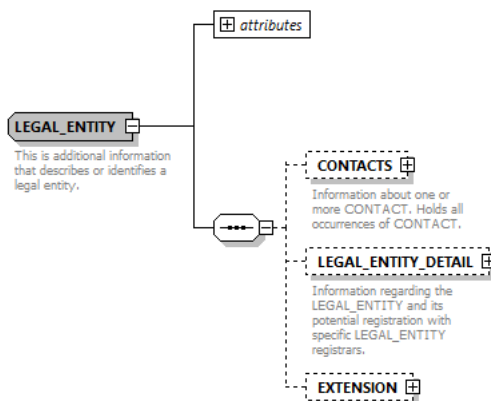 attributes
LEGAL_ENTITY
This is additional information
that describes or identifies a
legal entity.
CONTACTS
Information about one or
more CONTACT. Holds all
occurrences of CONTACT.
LEGAL_ENTITY_DETAIL
Information regarding the
LEGAL_ENTITY and its
potential registration with
specific LEGAL_ENTITY
registrars.
EXTENSION